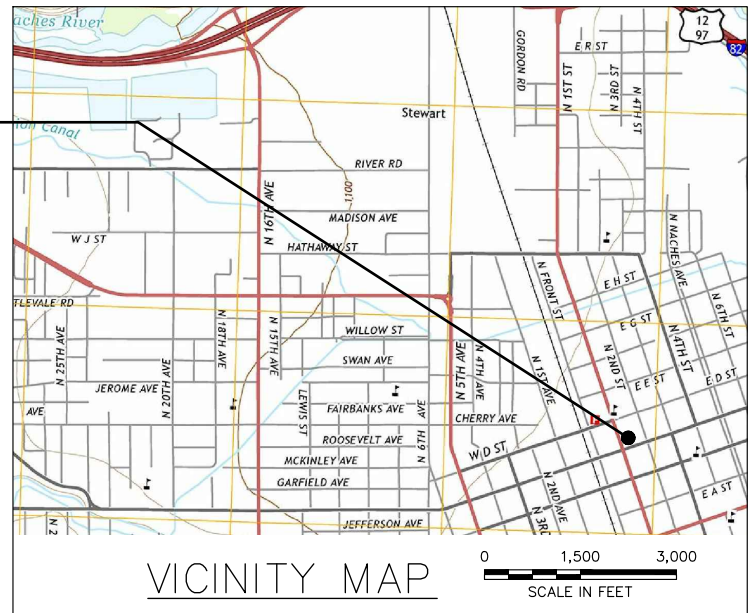 aches River
12
97
82
E R ST
GORDON RD
N 1ST ST
N 3RD ST
N 4TH ST
Stewart
ion Canal
RIVER RD
1100
N 16TH AVE
MADISON AVE
W J ST
HATHAWAY ST
N NACHES AVE
N FRONT ST
E H ST
TLEVALE RD
N 6TH ST
E G ST
N 18TH AVE
N 15TH AVE
WILLOW ST
N 25TH AVE
SWAN AVE
N 5TH AVE
N 4TH AVE
N 1ST AVE
N 2ND ST
N 4TH ST
E E ST
E D ST
JEROME AVE
N 20TH AVE
LEWIS ST
AVE
FAIRBANKS AVE
N 6TH AVE
CHERRY AVE
ROOSEVELT AVE
W D ST
MCKINLEY AVE
GARFIELD AVE
N 2ND AVE
E A ST
N 2
JEFFERSON AVE
N 3RD
VICINITY MAP
0 1,500 3,000
SCALE IN FEET